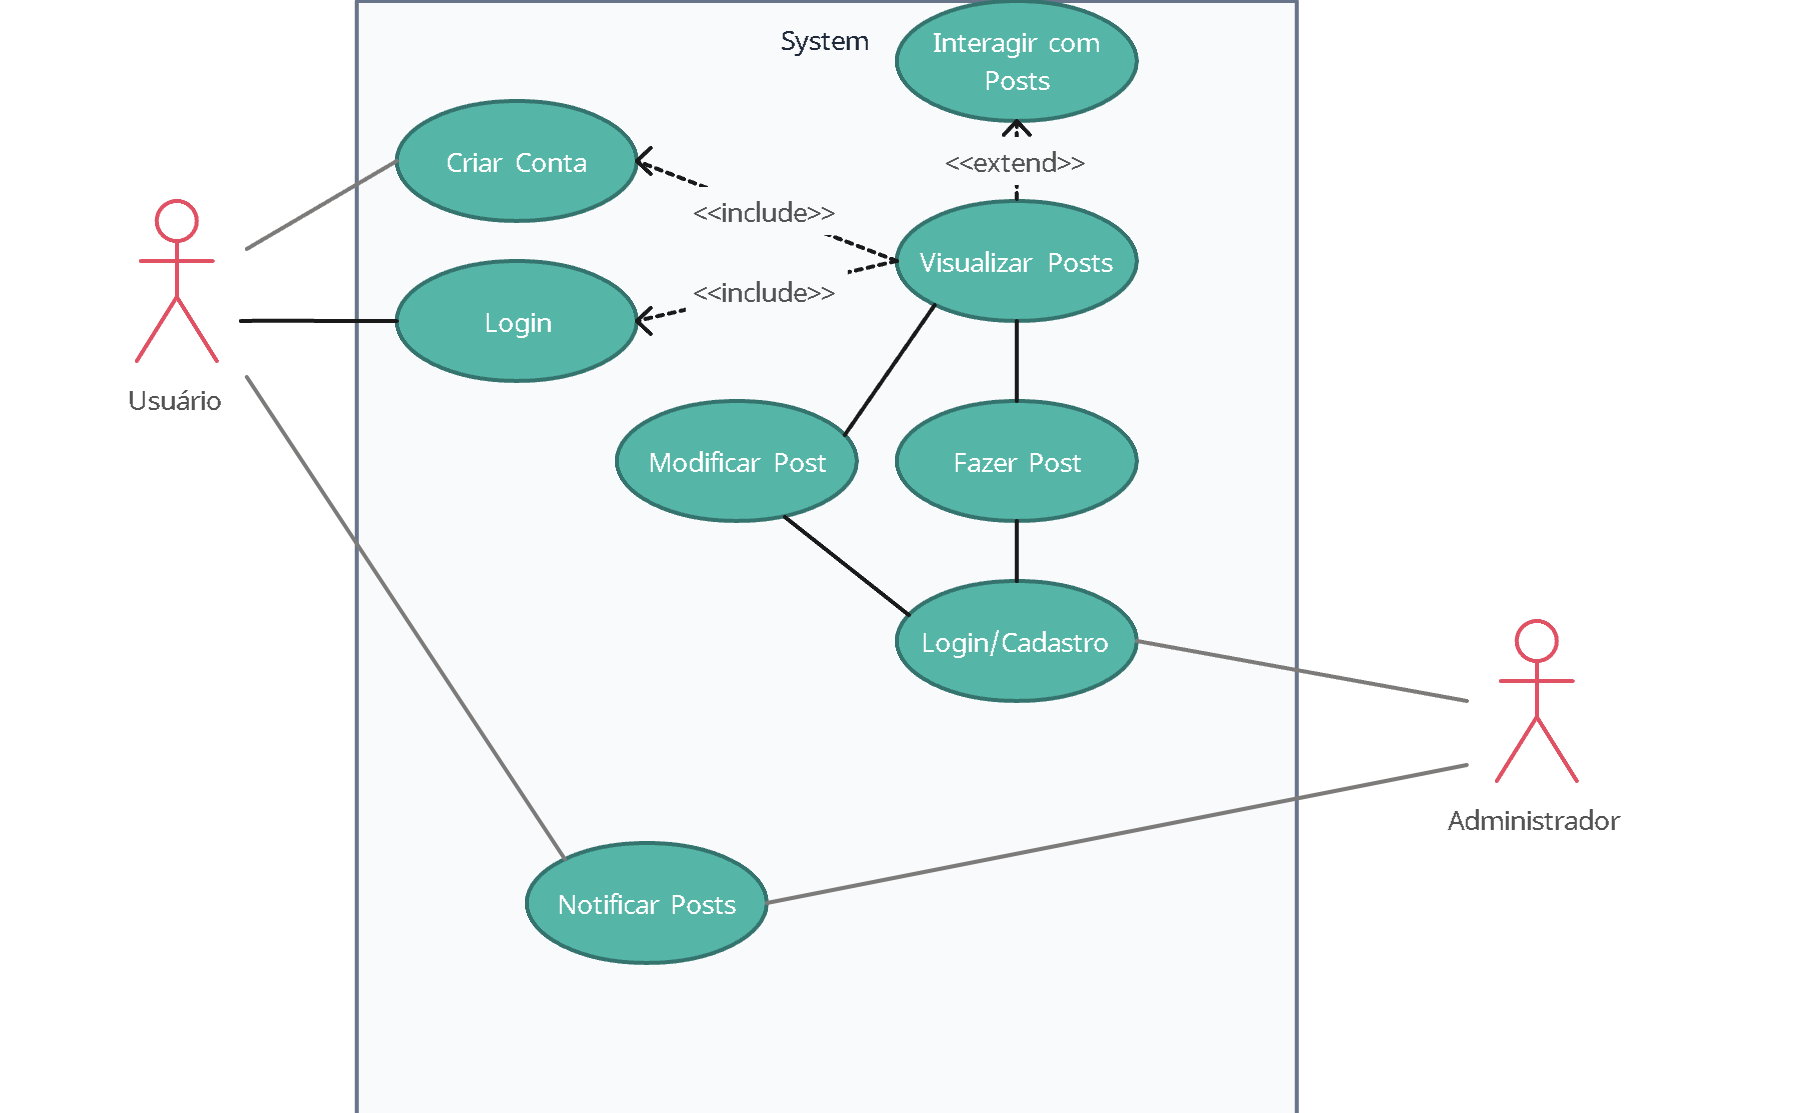 System
Interagir com
Posts
Criar Conta
<<extend>>
<<include>>
Visualizar Posts
<<include>>
Login
Usuário
Modificar Post
Fazer Post
Login/Cadastro
Administrador
Notificar Posts